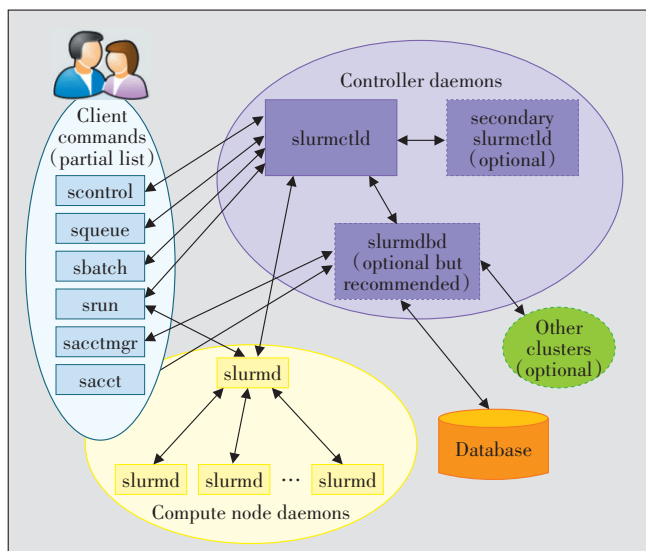 Client
commands
(partial list)
scontrol
squeue
sbatch
srun
sacctmgr
sacct
Controller daemons
slurmctld
secondary
slurmctld
(optional)
slurmdbd
(optional but
recommended)
Other
clusters
(optional)
Database
slurmd
slurmd
slurmd
...
slurmd
Compute node daemons